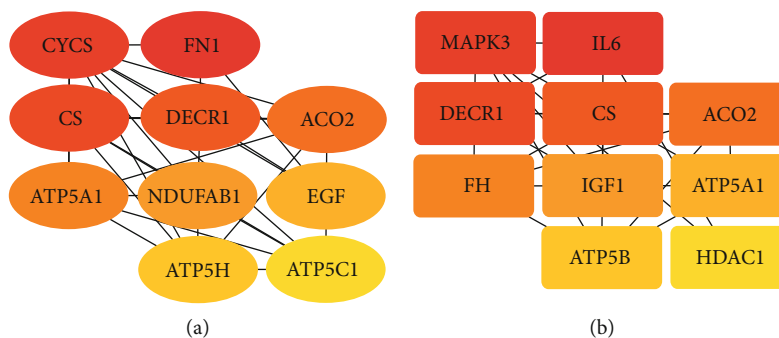 CYCS FN1
CS DECR1 ACO2
ATP5A1 NDUFAB1 EGF
ATP5H ATP5C1
(a)
MAPK3 IL6
DECR1 CS ACO2
FH IGF1 ATP5A1
ATP5B HDAC1
(b)